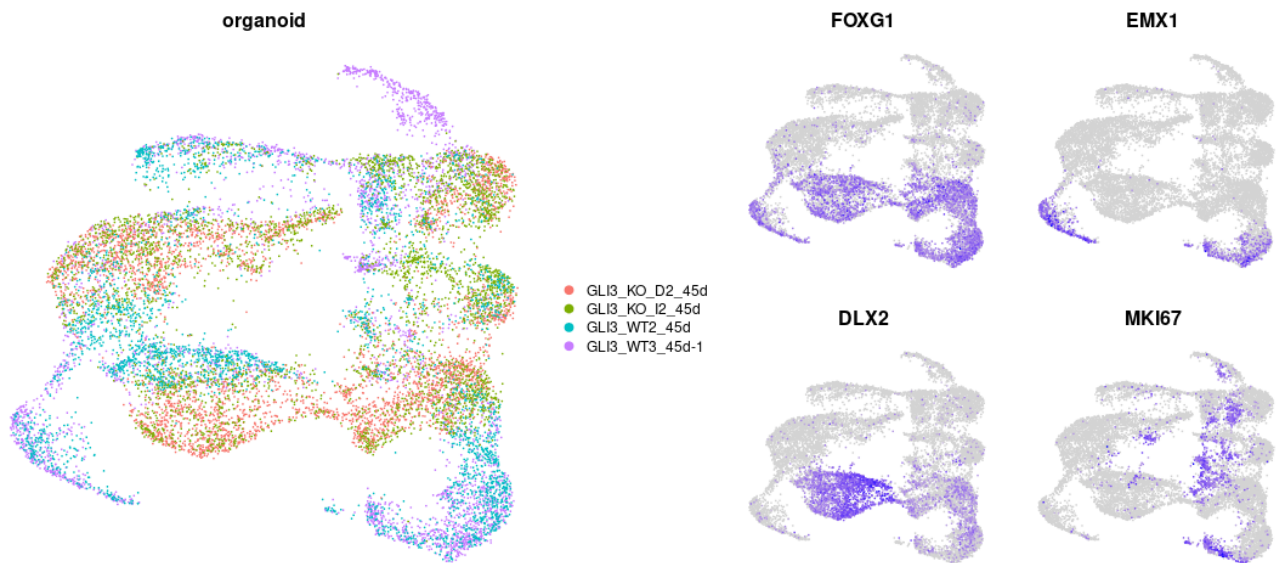 organoid
GLI3_KO_D2_45d
GLI3_KO_I2_45d
GLI3_WT2_45d
GLI3_WT3_45d-1
FOXG1
EMX1
DLX2
MKI67